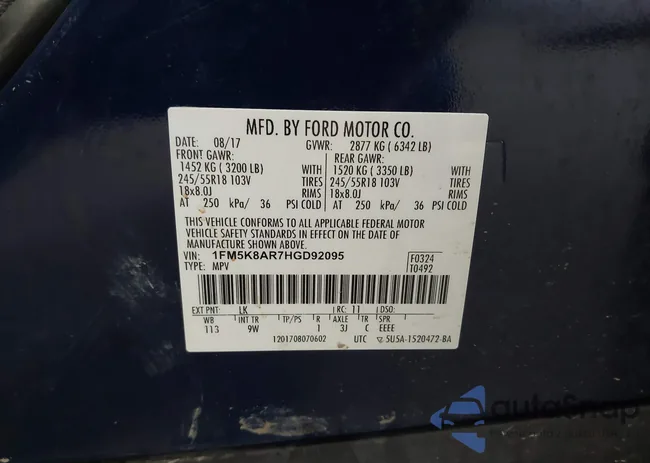 MFD. BY FORD MOTOR CO.
DATE: 08/17 GVWR: 2877 KG ( 6342 LB)
FRONT GAWR: REAR GAWR:
1452 KG ( 3200 LB) WITH 1520 KG ( 3350 LB) WITH
245/55R18 103V TIRES 245/55R18 103V TIRES
18x8.0J RIMS 18x8.0J RIMS
AT 250 kPa/ 36 PSI COLD AT 250 kPa/ 36 PSI COLD
THIS VEHICLE CONFORMS TO ALL APPLICABLE FEDERAL MOTOR
VEHICLE SAFETY STANDARDS IN EFFECT ON THE DATE OF
MANUFACTURE SHOWN ABOVE.
VIN: 1FM5K8AR7HGD92095 F0324
TYPE: MPV T0492
EXT PNT: LK RC: 11 DSO:
WB INT TR TP/PS R AXLE TR SPR
113 9W 1 3J C EEEE
1201708070602 UTC 5U5A-1520472-BA
autosnap